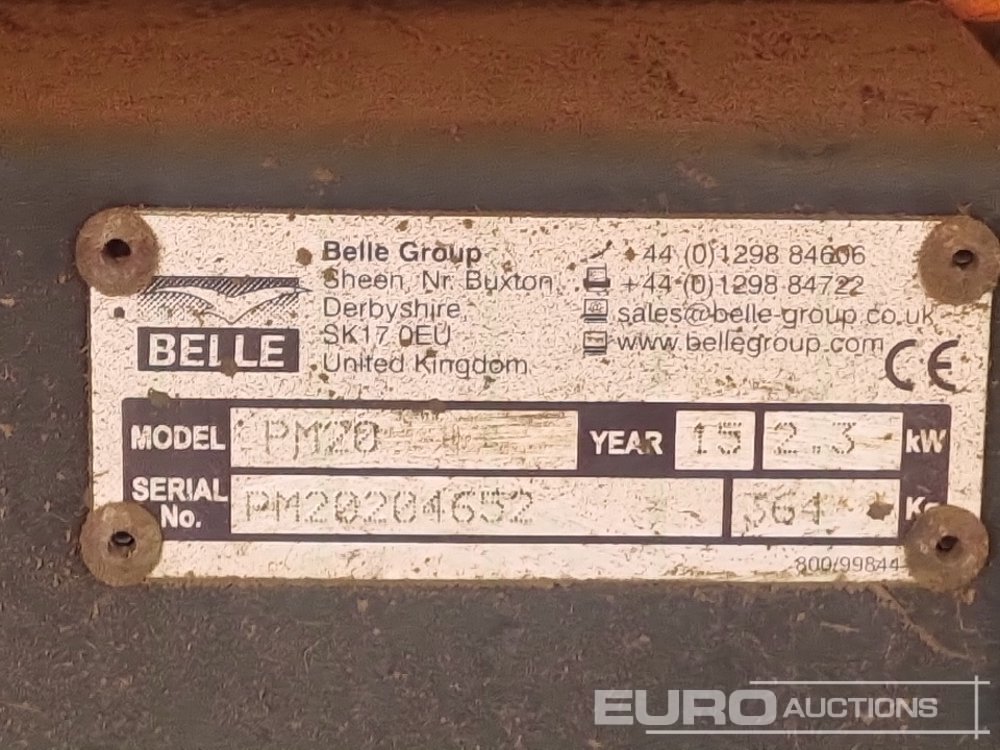 Belle Group
Sheen, Nr. Buxton,
Derbyshire,
SK17 0EU
United Kingdom
+44 (0)1298 84606
+44 (0)1298 84722
sales@belle-group.co.uk
www.bellegroup.com
BELLE
CE
MODEL PM20 YEAR 15 2.3 kW
SERIAL No. PM20204652 364 Kg
800/99844
EURO AUCTIONS